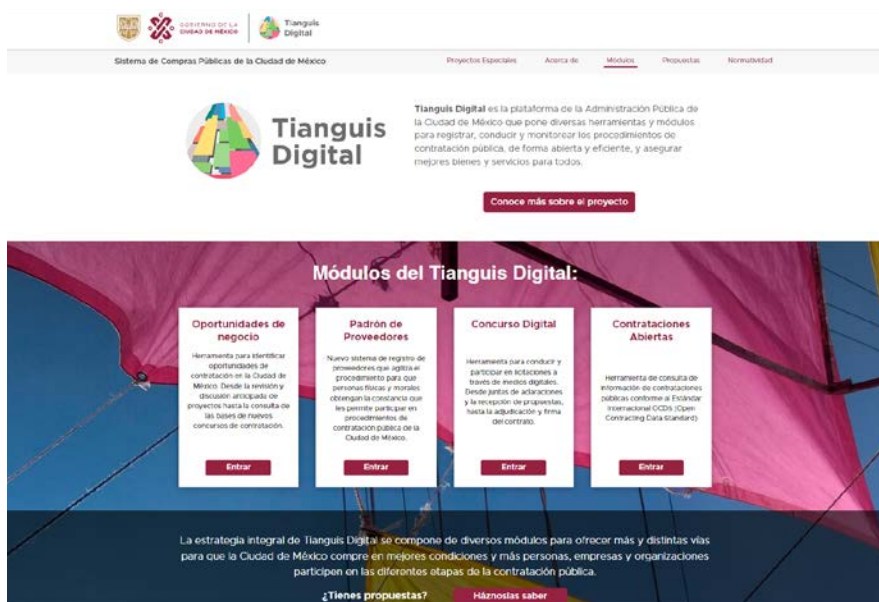 GOBIERNO DE LA
CIUDAD DE MÉXICO
Tianguis
Digital
Sistema de Compras Públicas de la Ciudad de México
Proyectos Especiales
Acerca de
Módulos
Propuestas
Normatividad
Tianguis
Digital
Tianguis Digital es la plataforma de la Administración Pública de
la Ciudad de México que pone diversas herramientas y módulos
para registrar, conducir y monitorear los procedimientos de
contratación pública, de forma abierta y eficiente, y asegurar
mejores bienes y servicios para todos.
Conoce más sobre el proyecto
Módulos del Tianguis Digital:
Oportunidades de
negocio
Herramienta para identificar
oportunidades de
contratación en la Ciudad de
México. Desde la revisión y
discusión anticipada de
proyectos hasta la consulta de
las bases de nuevos
concursos de contratación.
Entrar
Padrón de
Proveedores
Nuevo sistema de registro de
proveedores que agiliza el
procedimiento para que
personas físicas y morales
obtengan la constancia que
les permite participar en
procedimientos de
contratación pública de la
Ciudad de México.
Entrar
Concurso Digital
Herramienta para conducir y
participar en licitaciones a
través de medios digitales.
Desde juntas de aclaraciones
y la recepción de propuestas,
hasta la adjudicación y firma
del contrato.
Entrar
Contrataciones
Abiertas
Herramienta de consulta de
información de contrataciones
públicas conforme al Estándar
Internacional OCDS (Open
Contracting Data Standard)
Entrar
La estrategia integral de Tianguis Digital se compone de diversos módulos para ofrecer más y distintas vías
para que la Ciudad de México compre en mejores condiciones y más personas, empresas y organizaciones
participen en las diferentes etapas de la contratación pública.
¿Tienes propuestas?
Háznoslas saber